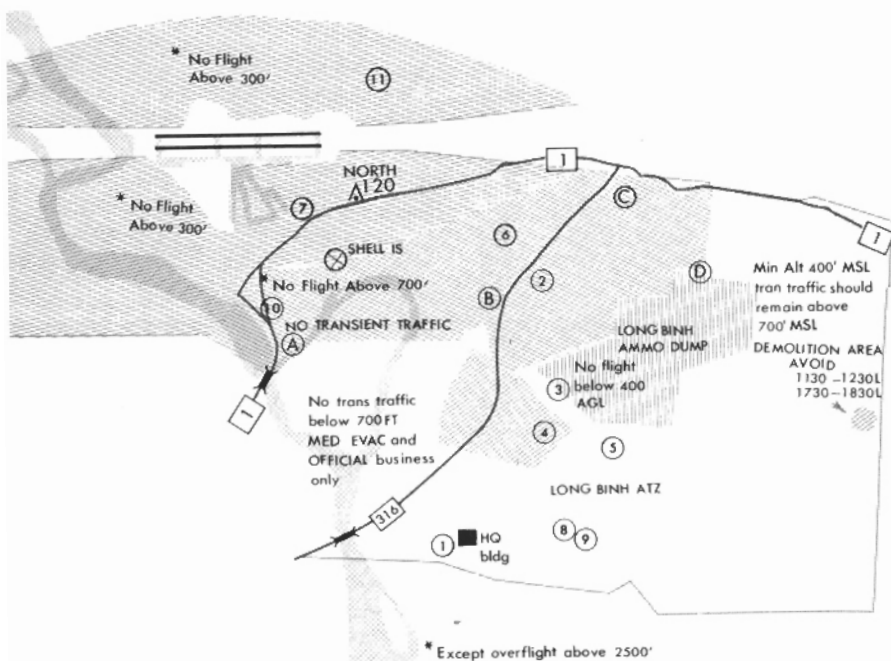 * No Flight
Above 300'
11
1
NORTH
120
C
* No Flight
Above 300'
7
6
1
SHELL IS
D
Min Alt 400' MSL
tran traffic should
remain above
700' MSL
* No Flight Above 700'
2
10
B
NO TRANSIENT TRAFFIC
LONG BINH
AMMO DUMP
A
DEMOLITION AREA
AVOID
1130 -1230L
1730 -1830L
No flight
below 400
AGL
3
1
No trans traffic
below 700 FT
MED EVAC and
OFFICIAL business
only
4
5
LONG BINH ATZ
316
8
9
1
HQ
bldg
* Except overflight above 2500'